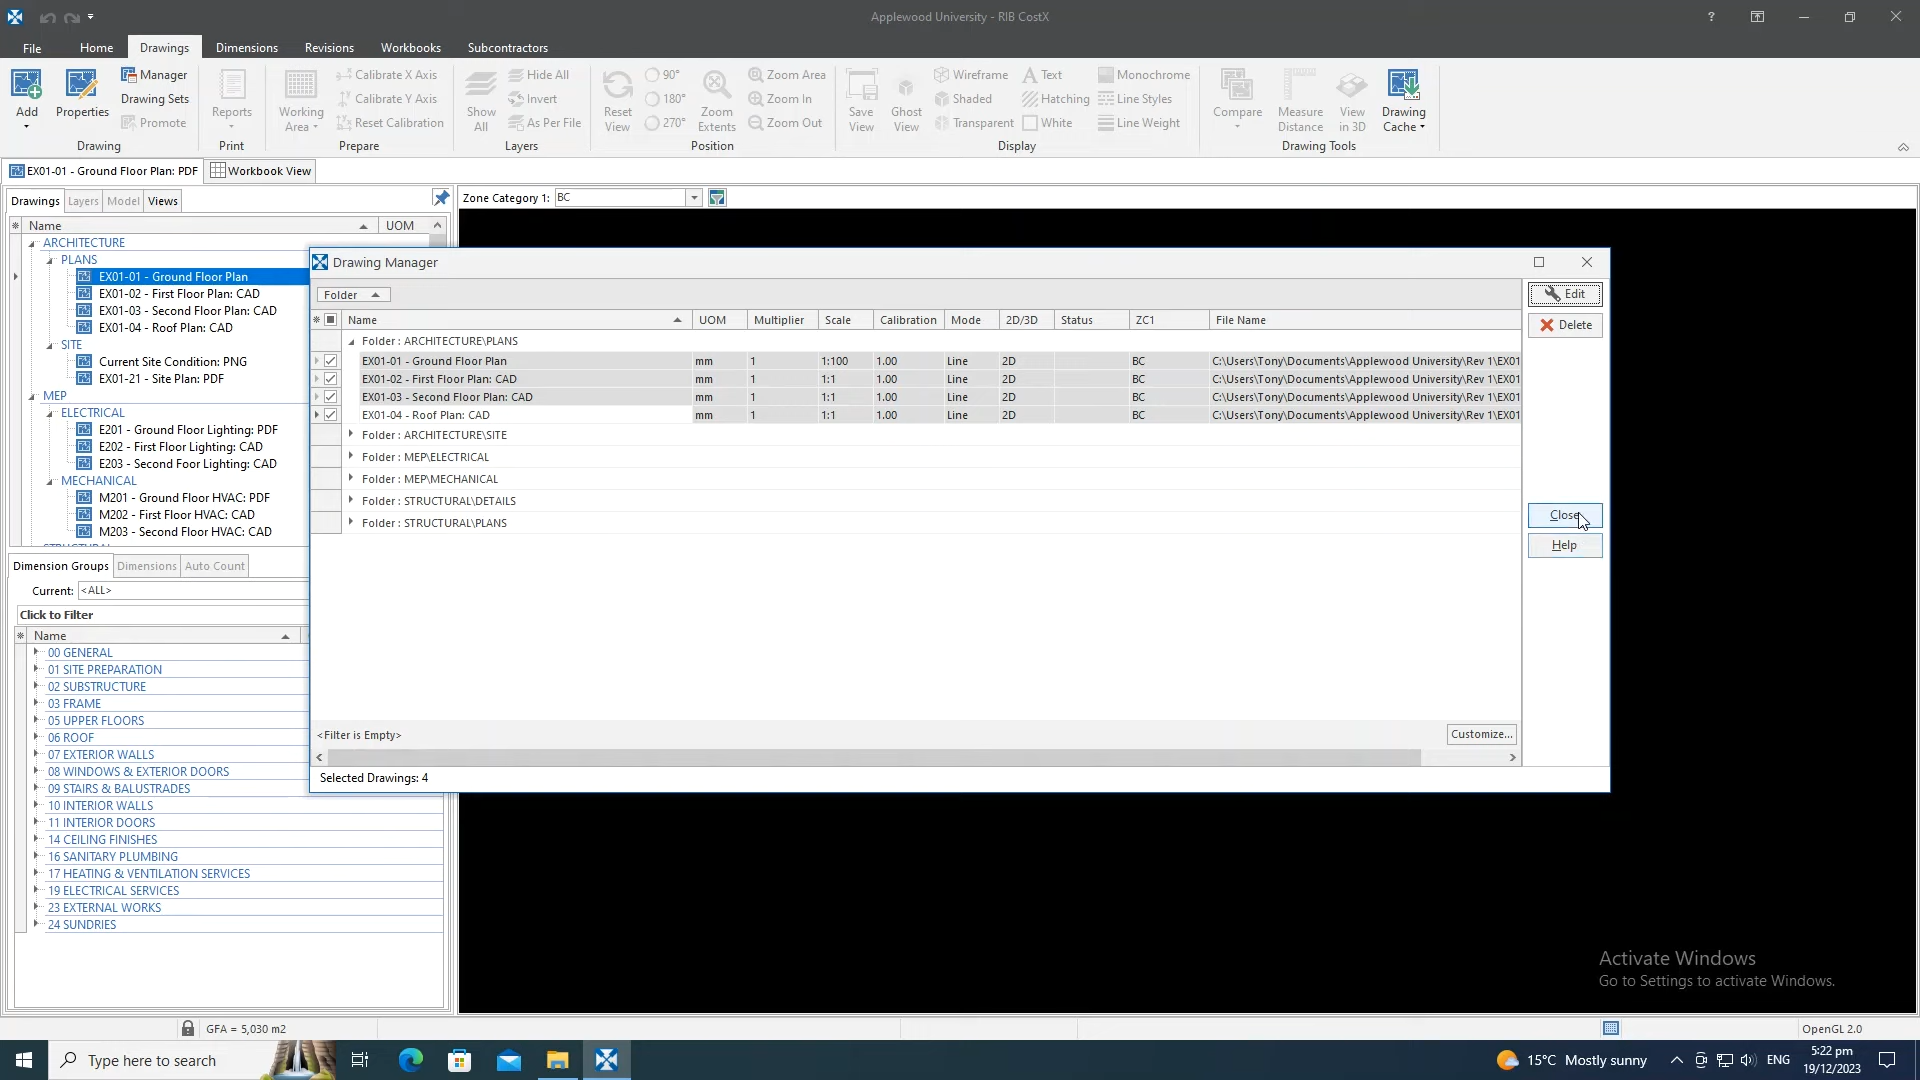 Applewood University - RIB CostX
?
File Home Drawings Dimensions Revisions Workbooks Subcontractors
Add
Properties
Manager
Drawing Sets
Promote
Drawing
Reports
Print
Working
Area
Calibrate X Axis
Calibrate Y Axis
Reset Calibration
Prepare
Show
All
Hide All
Invert
As Per File
Layers
Reset
View
90°
180°
270°
Zoom
Extents
Zoom Area
Zoom In
Zoom Out
Position
Save
View
Ghost
View
Wireframe
Shaded
Transparent
Text
Hatching
White
Monochrome
Line Styles
Line Weight
Display
Compare
Measure
Distance
View
in 3D
Drawing
Cache
Drawing Tools
EX01-01 - Ground Floor Plan: PDF
Workbook View
Drawings Layers Model Views
Zone Category 1: BC
Name UOM
ARCHITECTURE
PLANS
EX01-01 - Ground Floor Plan
EX01-02 - First Floor Plan: CAD
EX01-03 - Second Floor Plan: CAD
EX01-04 - Roof Plan: CAD
SITE
Current Site Condition: PNG
EX01-21 - Site Plan: PDF
MEP
ELECTRICAL
E201 - Ground Floor Lighting: PDF
E202 - First Floor Lighting: CAD
E203 - Second Foor Lighting: CAD
MECHANICAL
M201 - Ground Floor HVAC: PDF
M202 - First Floor HVAC: CAD
M203 - Second Floor HVAC: CAD
Dimension Groups Dimensions Auto Count
Current: <ALL>
Click to Filter
Name
00 GENERAL
01 SITE PREPARATION
02 SUBSTRUCTURE
03 FRAME
05 UPPER FLOORS
06 ROOF
07 EXTERIOR WALLS
08 WINDOWS & EXTERIOR DOORS
09 STAIRS & BALUSTRADES
10 INTERIOR WALLS
11 INTERIOR DOORS
14 CEILING FINISHES
16 SANITARY PLUMBING
17 HEATING & VENTILATION SERVICES
19 ELECTRICAL SERVICES
23 EXTERNAL WORKS
24 SUNDRIES
Drawing Manager
Folder
Name UOM Multiplier Scale Calibration Mode 2D/3D Status ZC1 File Name
Folder : ARCHITECTURE\PLANS
EX01-01 - Ground Floor Plan mm 1 1:100 1.00 Line 2D BC C:\Users\Tony\Documents\Applewood University\Rev 1\EX01
EX01-02 - First Floor Plan: CAD mm 1 1:1 1.00 Line 2D BC C:\Users\Tony\Documents\Applewood University\Rev 1\EX01
EX01-03 - Second Floor Plan: CAD mm 1 1:1 1.00 Line 2D BC C:\Users\Tony\Documents\Applewood University\Rev 1\EX01
EX01-04 - Roof Plan: CAD mm 1 1:1 1.00 Line 2D BC C:\Users\Tony\Documents\Applewood University\Rev 1\EX01
Folder : ARCHITECTURE\SITE
Folder : MEP\ELECTRICAL
Folder : MEP\MECHANICAL
Folder : STRUCTURAL\DETAILS
Folder : STRUCTURAL\PLANS
Edit
Delete
Close
Help
<Filter is Empty>
Customize...
Selected Drawings: 4
Activate Windows
Go to Settings to activate Windows.
GFA = 5,030 m2
OpenGL 2.0
Type here to search
15°C Mostly sunny
ENG
5:22 pm
19/12/2023